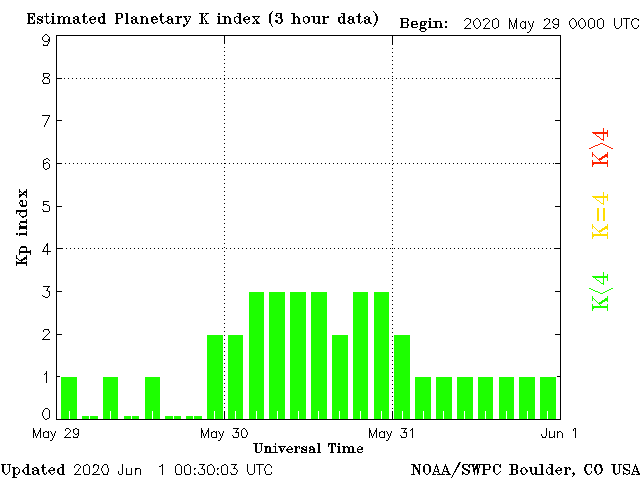 Estimated Planetary K index (3 hour data) Begin: 2020 May 29 0000 UTC
9
8
7
6
5
4
3
2
1
0
Kp index
K>4
K=4
K<4
May 29 May 30 May 31 Jun 1
Universal Time
Updated 2020 Jun 1 00:30:03 UTC NOAA/SWPC Boulder, CO USA